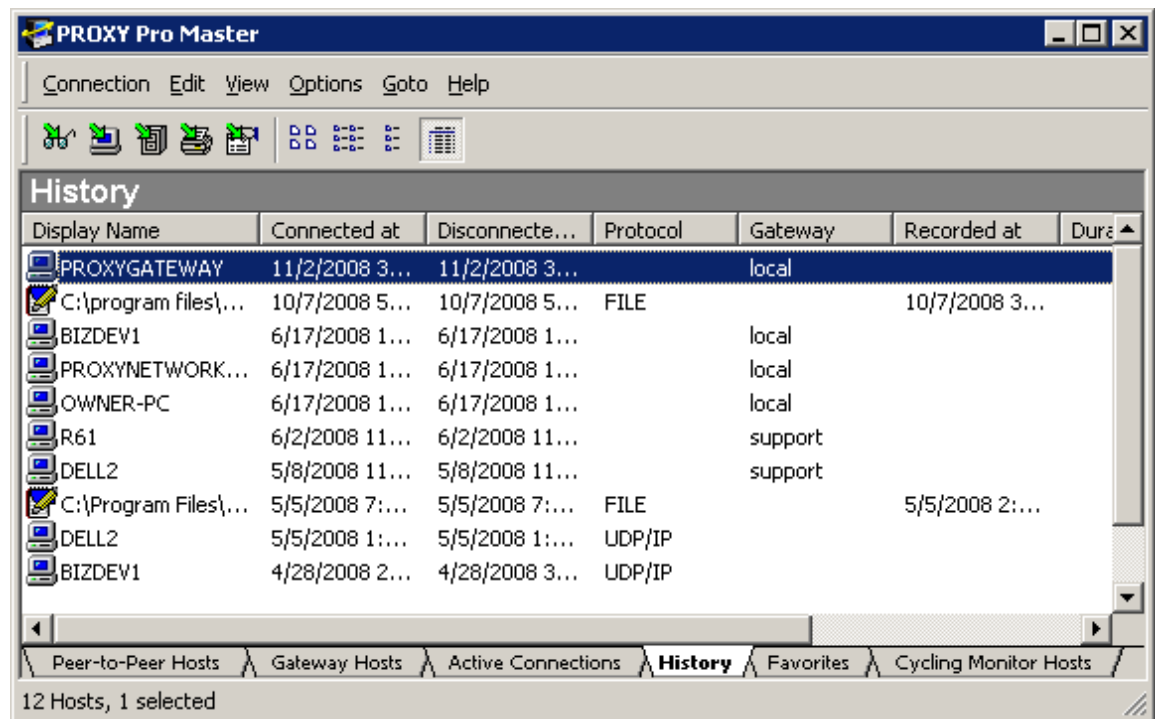 PROXY Pro Master
Connection Edit View Options Goto Help
History
Display Name Connected at Disconnecte... Protocol Gateway Recorded at Dura
PROXYGATEWAY 11/2/2008 3... 11/2/2008 3... local
C:\program files\... 10/7/2008 5... 10/7/2008 5... FILE 10/7/2008 3...
BIZDEV1 6/17/2008 1... 6/17/2008 1... local
PROXYNETWORK... 6/17/2008 1... 6/17/2008 1... local
OWNER-PC 6/17/2008 1... 6/17/2008 1... local
R61 6/2/2008 11... 6/2/2008 11... support
DELL2 5/8/2008 11... 5/8/2008 11... support
C:\Program Files\... 5/5/2008 7:... 5/5/2008 7:... FILE 5/5/2008 2:...
DELL2 5/5/2008 1:... 5/5/2008 1:... UDP/IP
BIZDEV1 4/28/2008 2... 4/28/2008 3... UDP/IP
Peer-to-Peer Hosts Gateway Hosts Active Connections History Favorites Cycling Monitor Hosts
12 Hosts, 1 selected